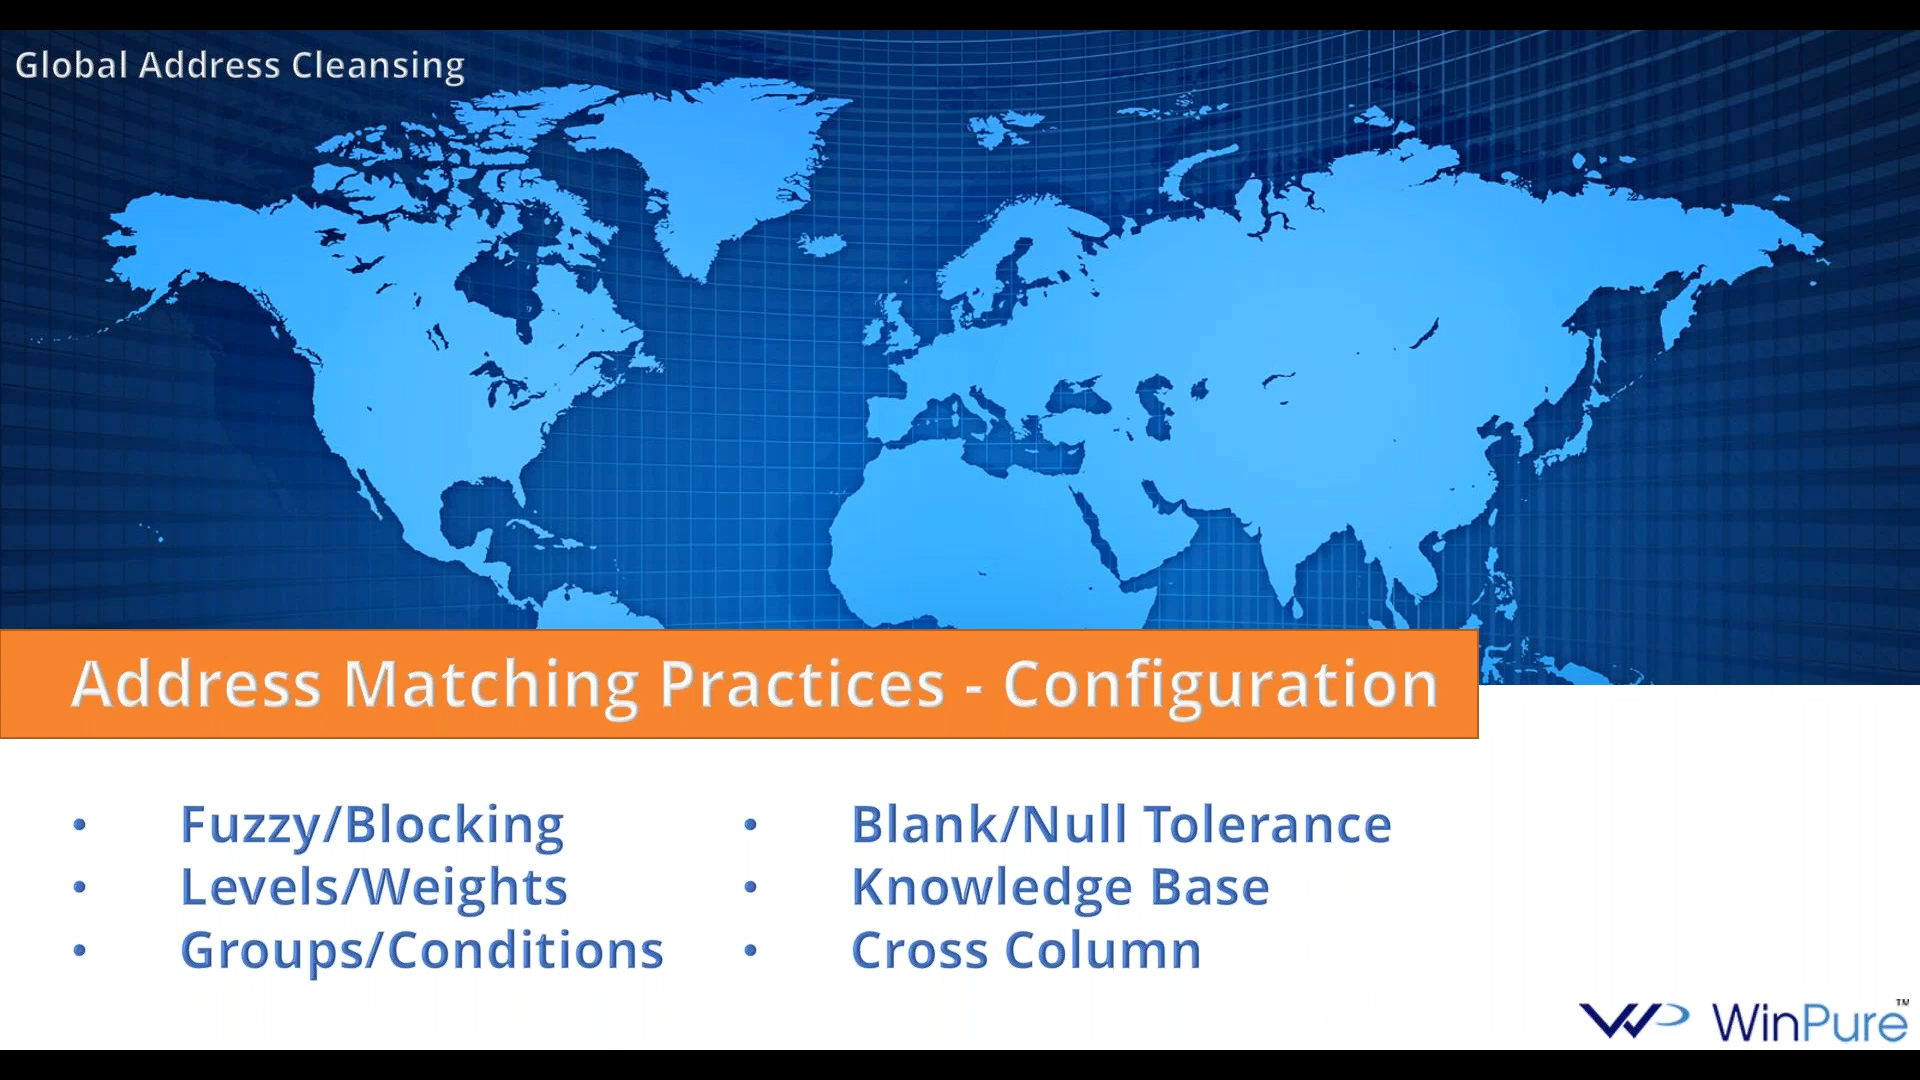 Global Address Cleansing
Address Matching Practices - Configuration
• Fuzzy/Blocking
• Levels/Weights
• Groups/Conditions
• Blank/Null Tolerance
• Knowledge Base
• Cross Column
WinPure™